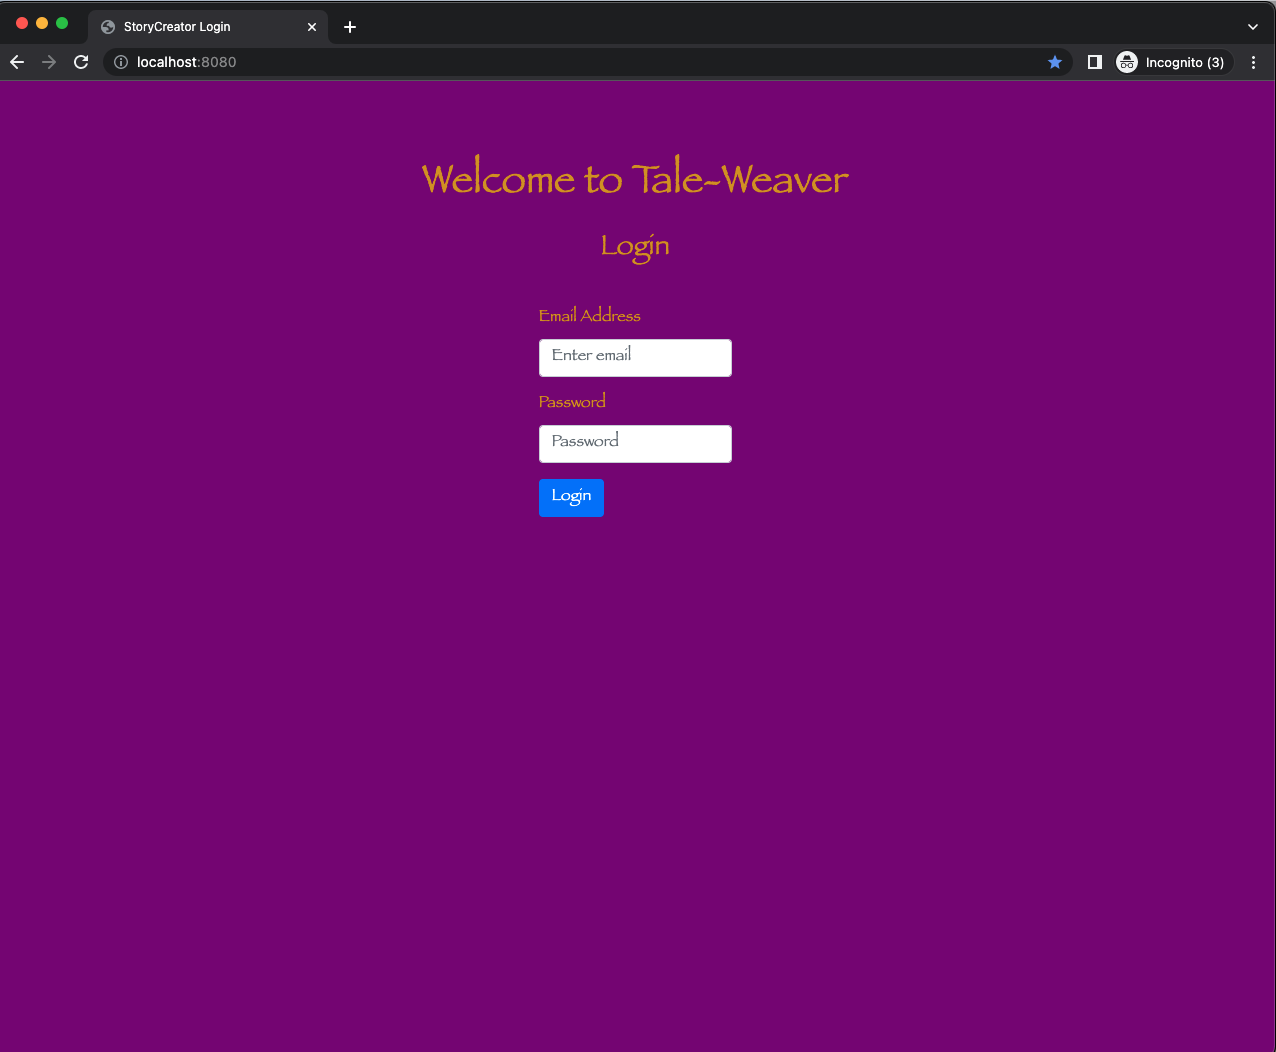 StoryCreator Login
localhost:8080
Incognito (3)
Welcome to Tale-Weaver
Login
Email Address
Enter email
Password
Password
Login